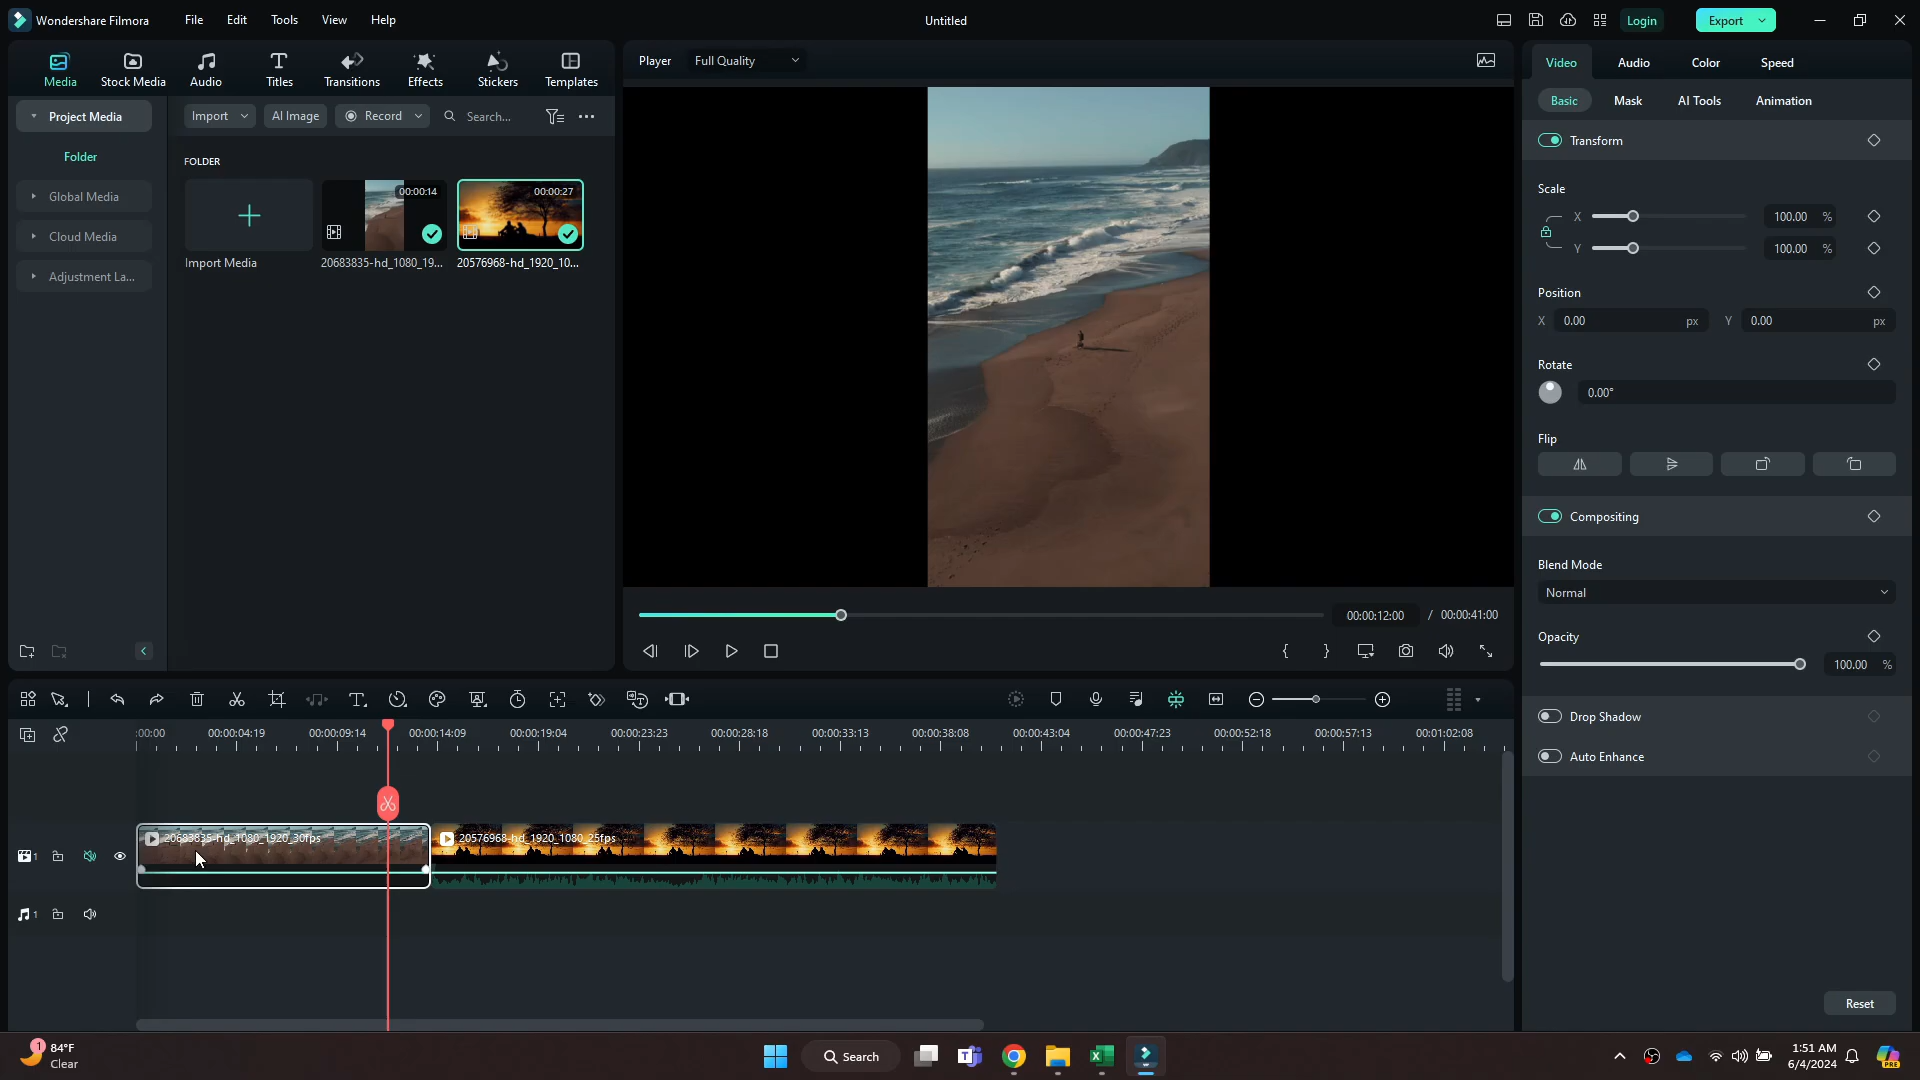 Wondershare Filmora File Edit Tools View Help Untitled Login Export
Media Stock Media Audio Titles Transitions Effects Stickers Templates
Player Full Quality
Video Audio Color Speed
Basic Mask AI Tools Animation
Project Media
Folder
Global Media
Cloud Media
Adjustment La...
Import AI Image Record Search...
FOLDER
00:00:14
00:00:27
Import Media 20683835-hd_1080_19... 20576968-hd_1920_10...
00:00:12:00 / 00:00:41:00
Transform
Scale
X 100.00 %
Y 100.00 %
Position
X 0.00 px Y 0.00 px
Rotate
0.00°
Flip
Compositing
Blend Mode
Normal
Opacity
100.00 %
Drop Shadow
Auto Enhance
Reset
:00:00 00:00:04:19 00:00:09:14 00:00:14:09 00:00:19:04 00:00:23:23 00:00:28:18 00:00:33:13 00:00:38:08 00:00:43:04 00:00:47:23 00:00:52:18 00:00:57:13 00:01:02:08
20683835-hd_1080_1920_30fps 20576968-hd_1920_1080_25fps
1
1
1
84°F
Clear
Search
1:51 AM
6/4/2024
PRE